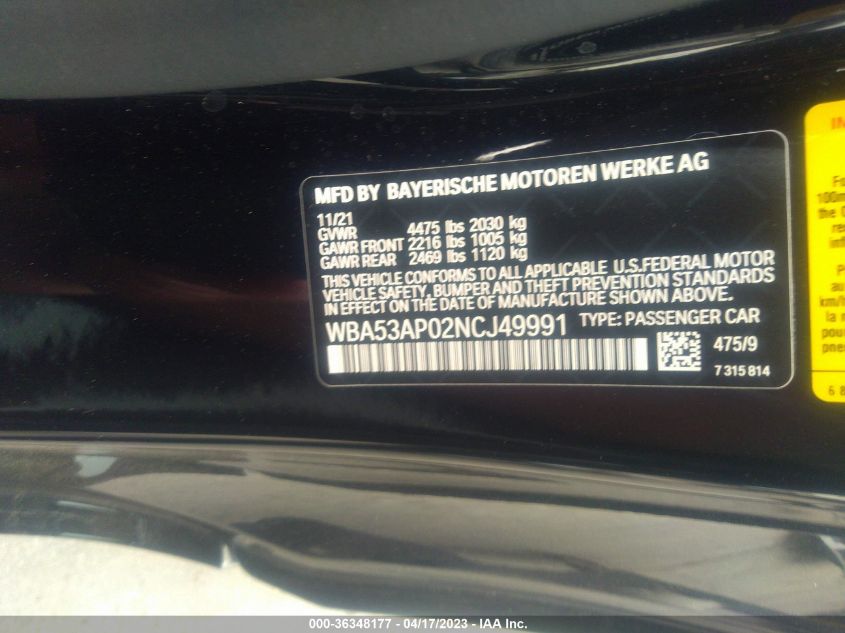 MFD BY BAYERISCHE MOTOREN WERKE AG
11/21
GVWR 4475 lbs 2030 kg
GAWR FRONT 2216 lbs 1005 kg
GAWR REAR 2469 lbs 1120 kg
THIS VEHICLE CONFORMS TO ALL APPLICABLE U.S.FEDERAL MOTOR
VEHICLE SAFETY, BUMPER AND THEFT PREVENTION STANDARDS
IN EFFECT ON THE DATE OF MANUFACTURE SHOWN ABOVE.
WBA53AP02NCJ49991 TYPE: PASSENGER CAR
475/9
7 315 814
000-36348177 - 04/17/2023 - IAA, Inc.